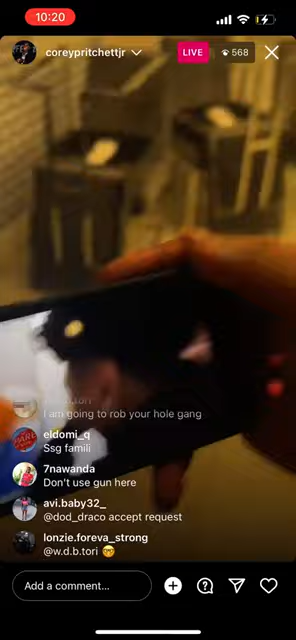 10:20
coreypritchettjr
LIVE
568
I am going to rob your hole gang
eldomi_q
Ssg famili
7nawanda
Don't use gun here
avi.baby32_
@dod_draco accept request
lonzie.foreva_strong
@w.d.b.tori 🤓
Add a comment...